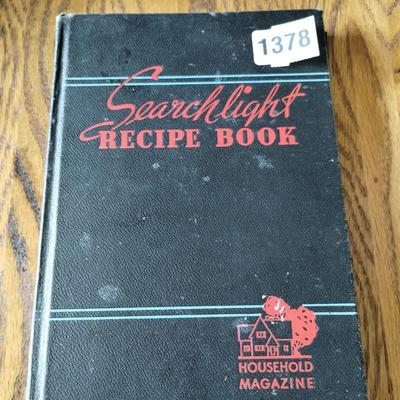 1378
Searchlight
RECIPE BOOK
HOUSEHOLD
MAGAZINE